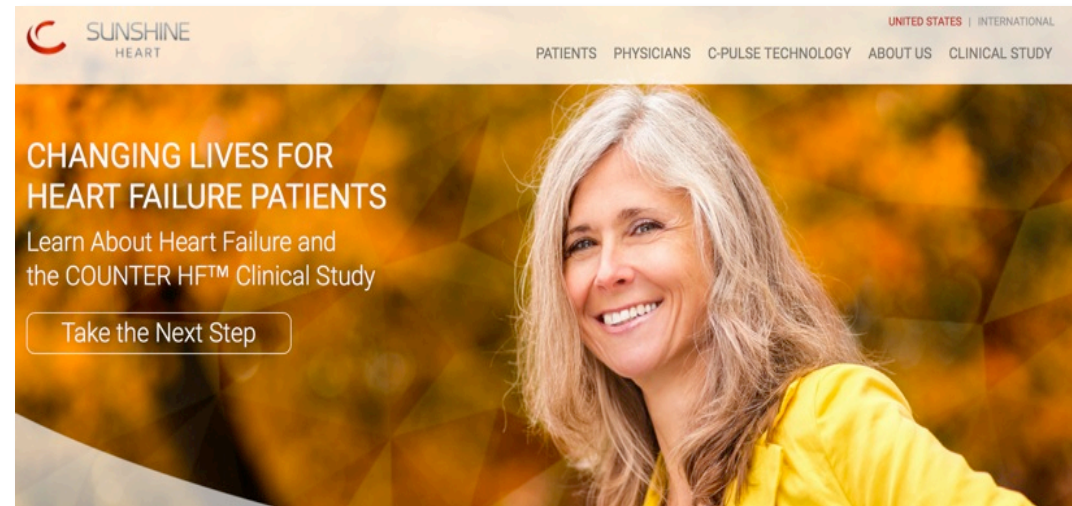 SUNSHINE
HEART
UNITED STATES | INTERNATIONAL
PATIENTS PHYSICIANS C-PULSE TECHNOLOGY ABOUT US CLINICAL STUDY
CHANGING LIVES FOR
HEART FAILURE PATIENTS
Learn About Heart Failure and
the COUNTER HF™ Clinical Study
Take the Next Step